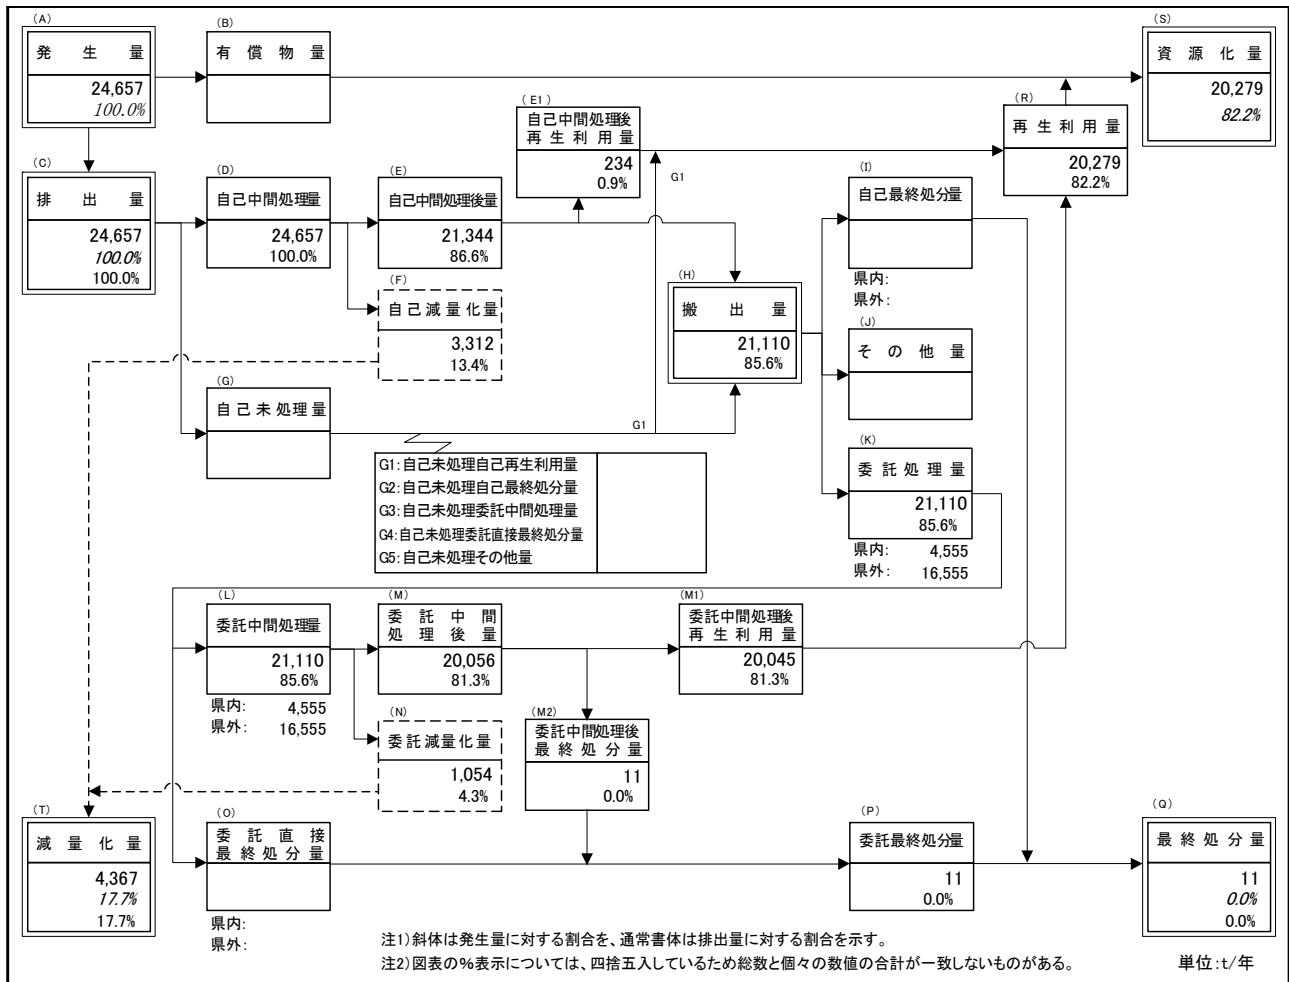 (A)
発生量
24,657
100.0%
(B)
有償物量
(S)
資源化量
20,279
82.2%
(E1)
自己中間処理後
再生利用量
234
0.9%
(R)
再生利用量
20,279
82.2%
G1
(C)
排出量
24,657
100.0%
100.0%
(D)
自己中間処理量
24,657
100.0%
(E)
自己中間処理後量
21,344
86.6%
(I)
自己最終処分量
県内:
県外:
(F)
自己減量化量
3,312
13.4%
(H)
搬出量
21,110
85.6%
(J)
その他量
(G)
自己未処理量
G1
G1:自己未処理自己再生利用量
G2:自己未処理自己最終処分量
G3:自己未処理委託中間処理量
G4:自己未処理委託直接最終処分量
G5:自己未処理その他量
(K)
委託処理量
21,110
85.6%
県内: 4,555
県外: 16,555
(L)
委託中間処理量
21,110
85.6%
県内: 4,555
県外: 16,555
(M)
委託中間
処理後量
20,056
81.3%
(M1)
委託中間処理後
再生利用量
20,045
81.3%
(N)
委託減量化量
1,054
4.3%
(M2)
委託中間処理後
最終処分量
11
0.0%
(T)
減量化量
4,367
17.7%
17.7%
(O)
委託直接
最終処分量
県内:
県外:
(P)
委託最終処分量
11
0.0%
(Q)
最終処分量
11
0.0%
0.0%
注1)斜体は発生量に対する割合を、通常書体は排出量に対する割合を示す。
注2)図表の%表示については、四捨五入しているため総数と個々の数値の合計が一致しないものがある。
単位:t/年